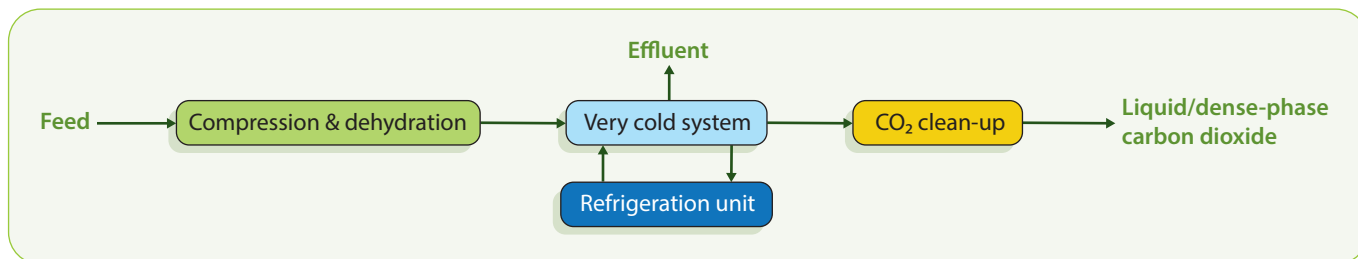 Effluent
Feed
Compression & dehydration
Very cold system
CO₂ clean-up
Liquid/dense-phase
carbon dioxide
Refrigeration unit